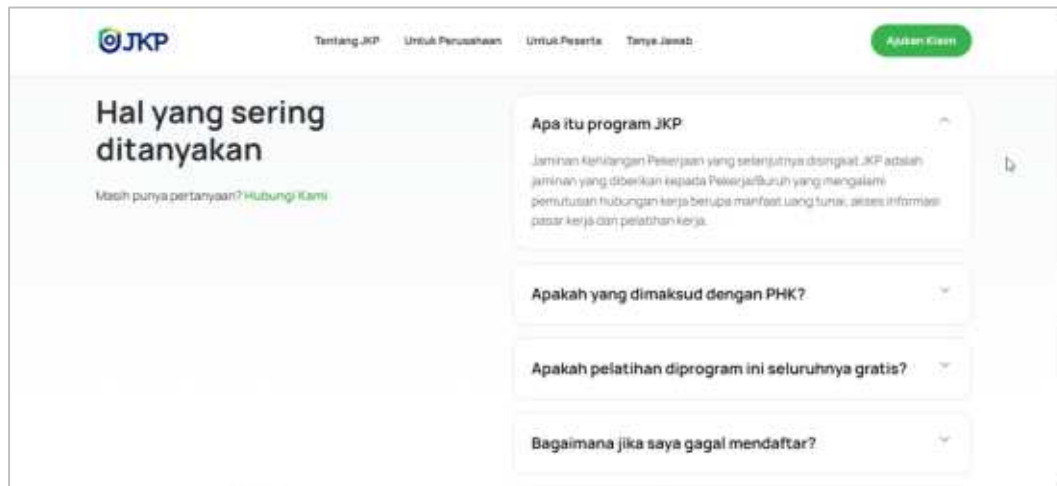 JKP
Tentang JKP
Untuk Perusahaan
Untuk Peserta
Tanya Jawab
Ajukan Klaim
Hal yang sering
ditanyakan
Masih punya pertanyaan? Hubungi Kami
Apa itu program JKP
Jaminan Kehilangan Pekerjaan yang selanjutnya disingkat JKP adalah
jaminan yang diberikan kepada Pekerja/Buruh yang mengalami
pemutusan hubungan kerja berupa manfaat uang tunai, akses informasi
pasar kerja dan pelatihan kerja.
Apakah yang dimaksud dengan PHK?
Apakah pelatihan diprogram ini seluruhnya gratis?
Bagaimana jika saya gagal mendaftar?